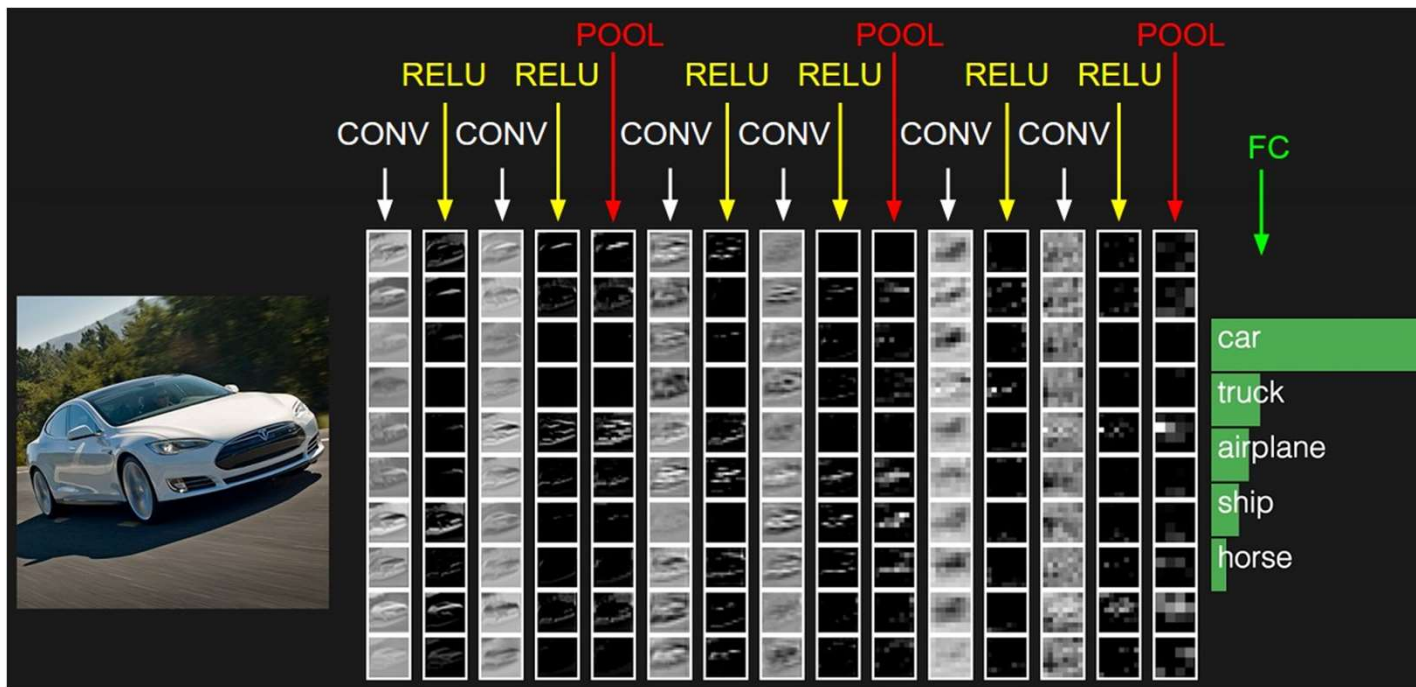 POOL POOL POOL
RELU RELU RELU RELU RELU RELU
CONV CONV CONV CONV CONV CONV
FC
car
truck
airplane
ship
horse